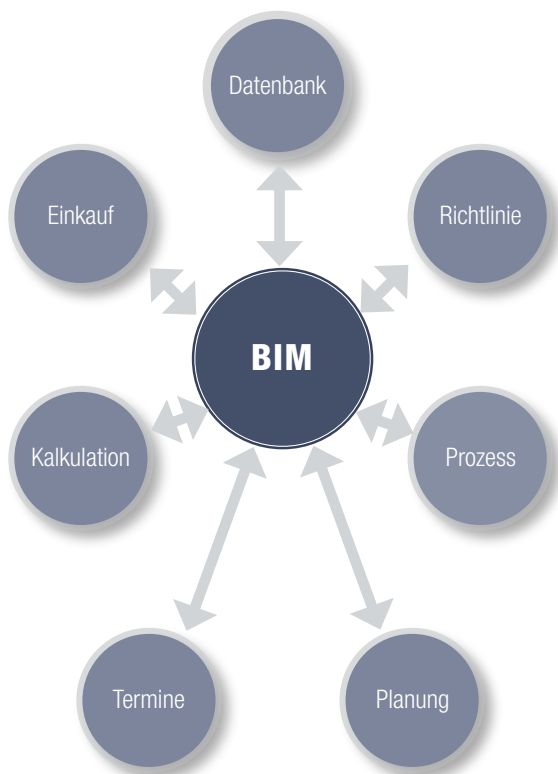 Datenbank
Einkauf
Richtlinie
BIM
Kalkulation
Prozess
Termine
Planung